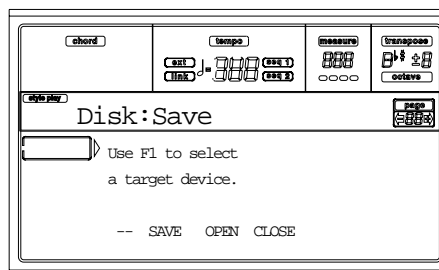 chord
tempo
measure
transpose
ext
link
seq 1
seq 2
octave
style play
Disk:Save
page
Use F1 to select
a target device.
-- SAVE OPEN CLOSE